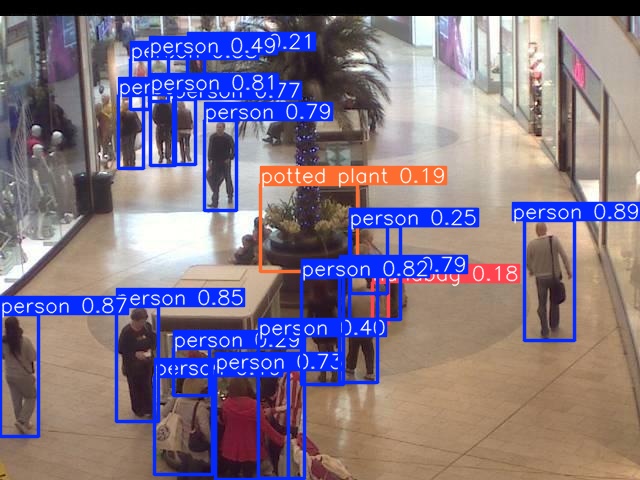 person 0.49
0.21
person 0.81
0.77
person 0.79
potted plant 0.19
person 0.25
person 0.89
person 0.82
0.79
handbag 0.18
person 0.87
person 0.85
person 0.40
0.29
person 0.73